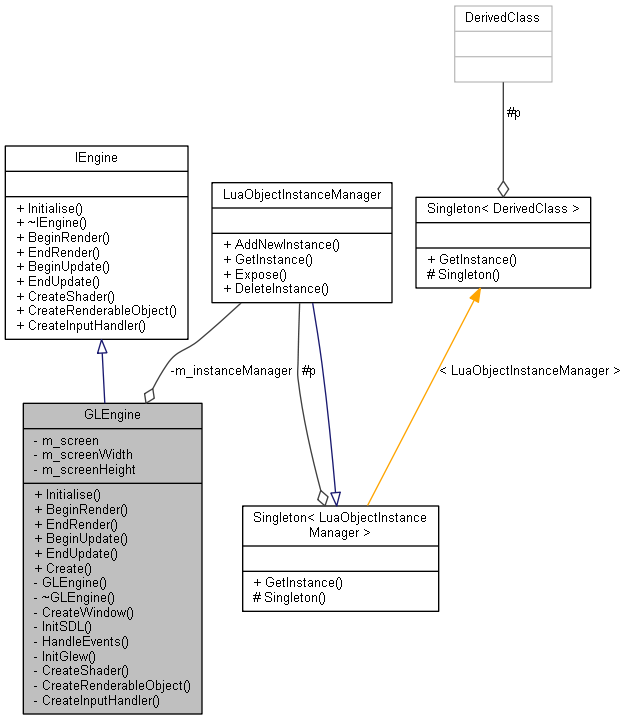 DerivedClass
#p
IEngine
+ Initialise()
+ ~IEngine()
+ BeginRender()
+ EndRender()
+ BeginUpdate()
+ EndUpdate()
+ CreateShader()
+ CreateRenderableObject()
+ CreateInputHandler()
LuaObjectInstanceManager
+ AddNewInstance()
+ GetInstance()
+ Expose()
+ DeleteInstance()
Singleton< DerivedClass >
+ GetInstance()
# Singleton()
-m_instanceManager
#p
< LuaObjectInstanceManager >
GLEngine
- m_screen
- m_screenWidth
- m_screenHeight
+ Initialise()
+ BeginRender()
+ EndRender()
+ BeginUpdate()
+ EndUpdate()
+ Create()
- GLEngine()
- ~GLEngine()
- CreateWindow()
- InitSDL()
- HandleEvents()
- InitGlew()
- CreateShader()
- CreateRenderableObject()
- CreateInputHandler()
Singleton< LuaObjectInstance
Manager >
+ GetInstance()
# Singleton()